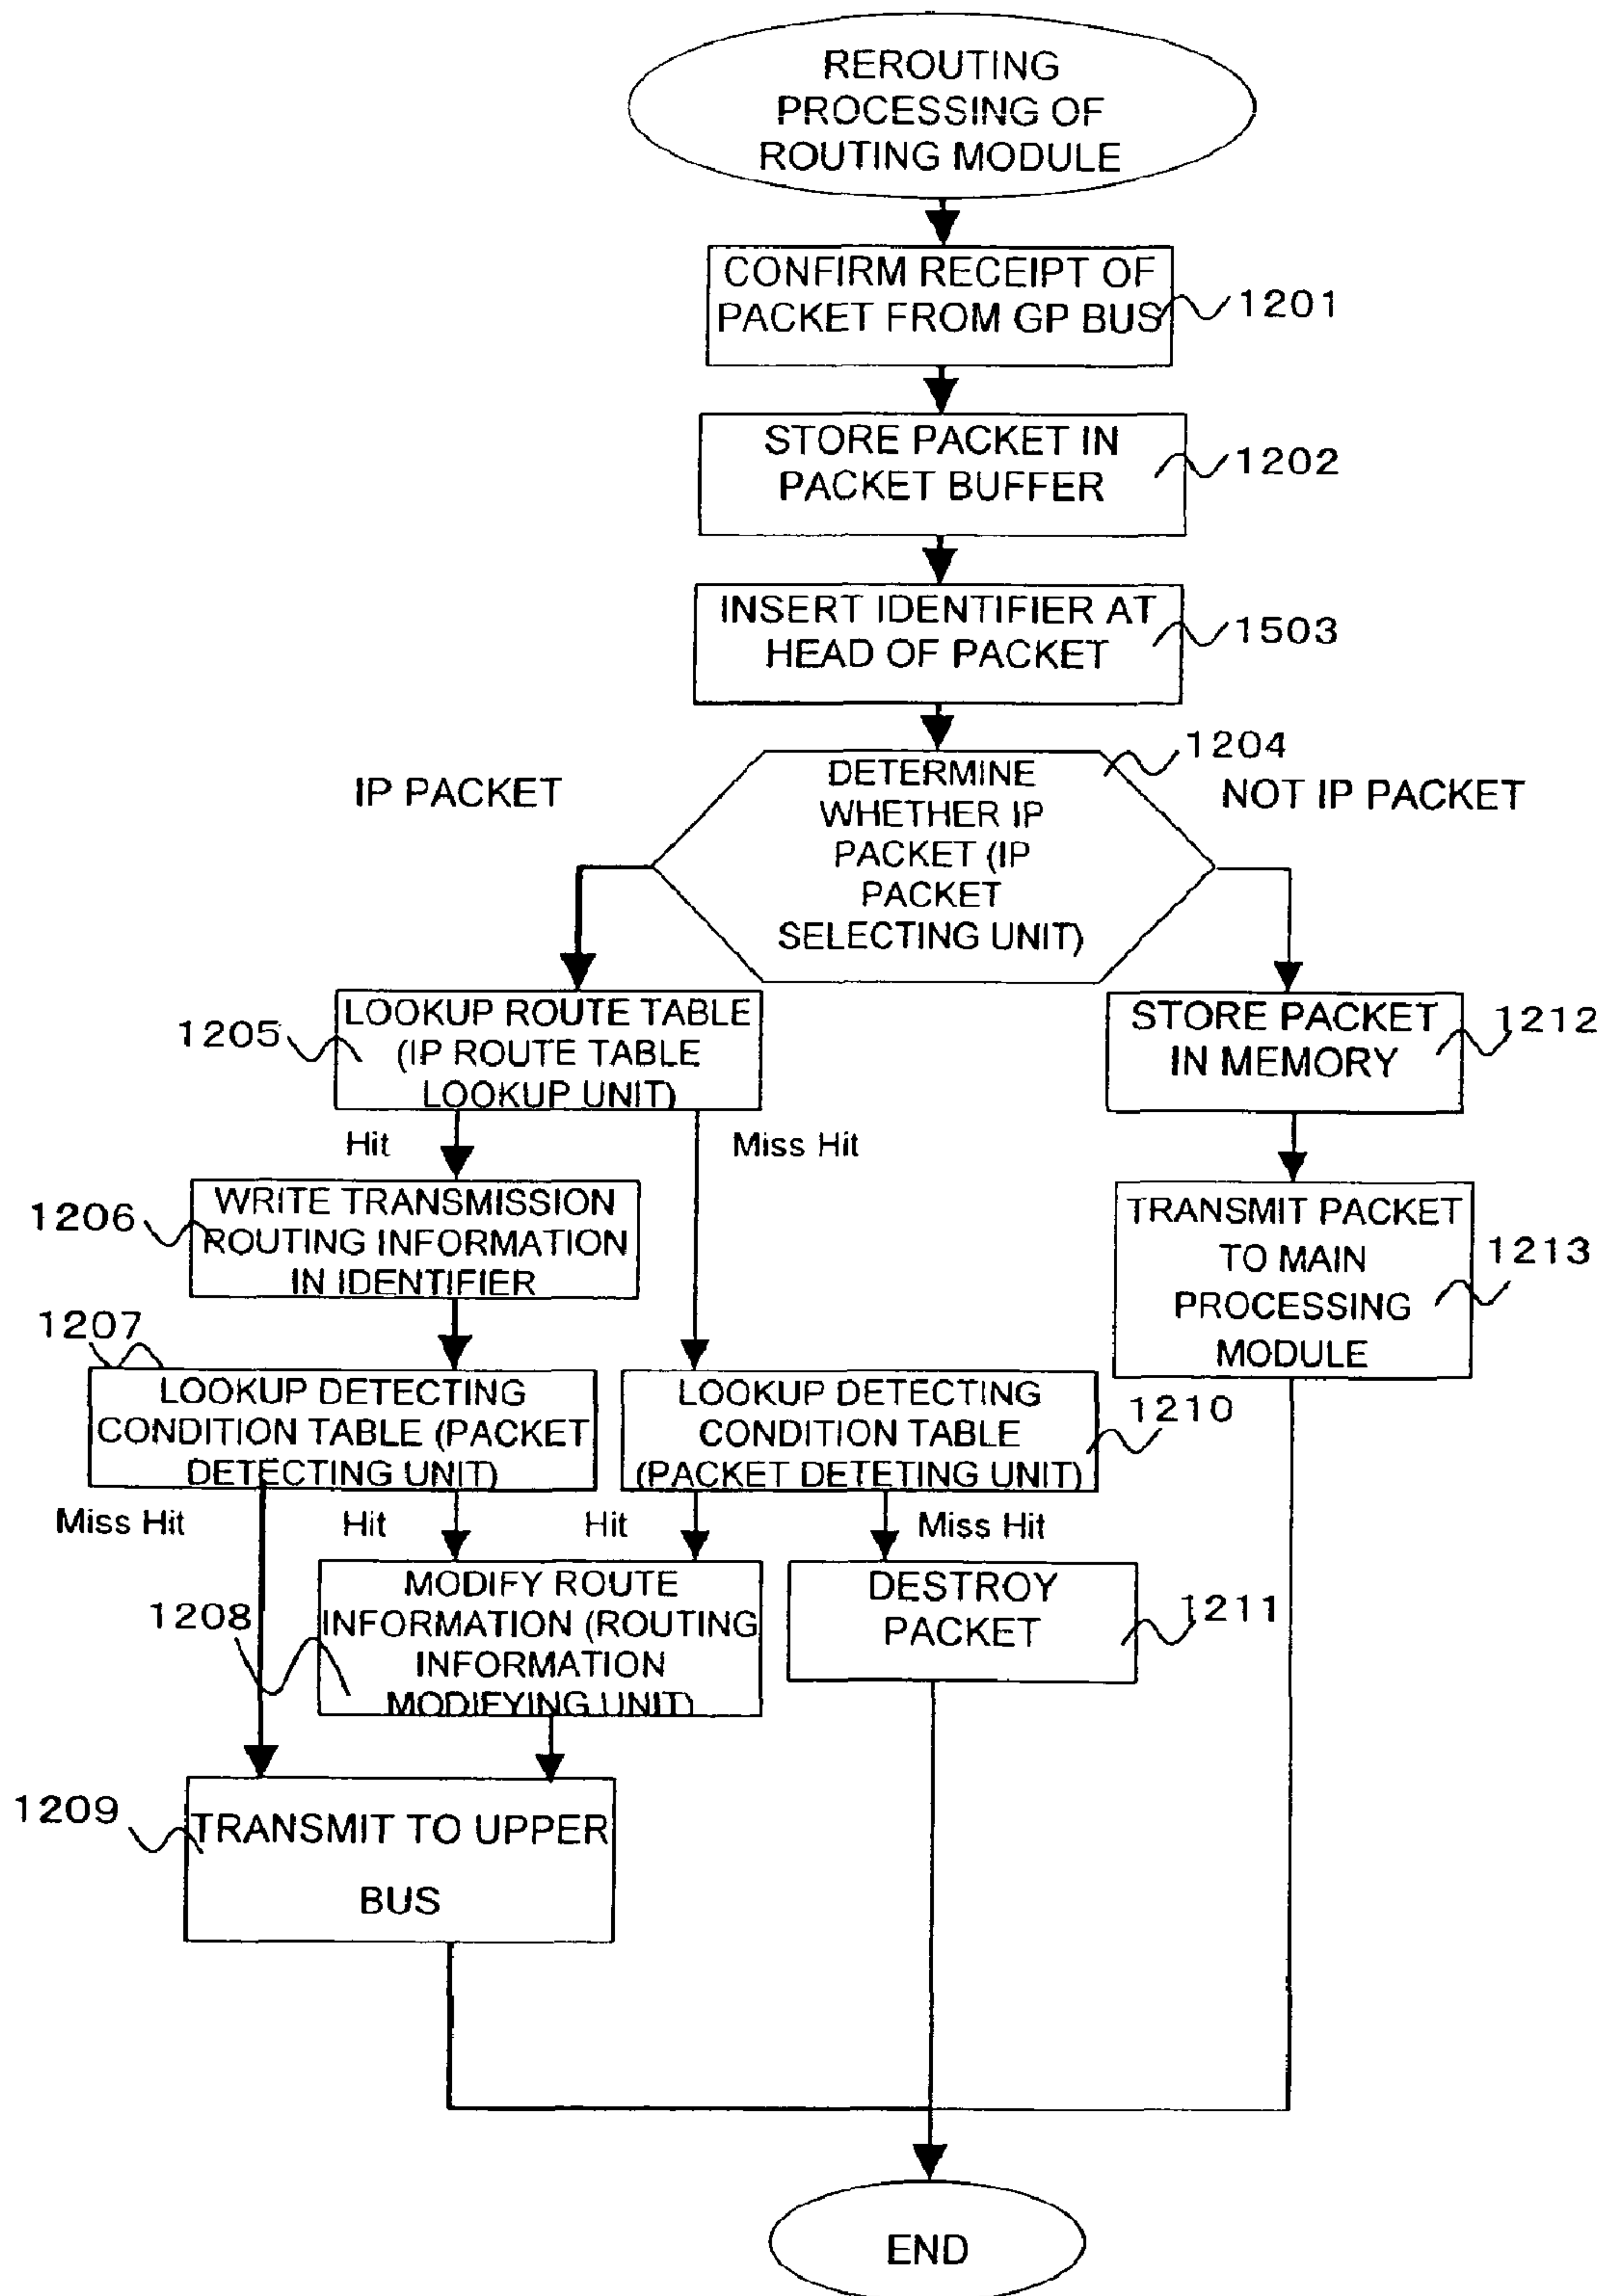 REROUTING
PROCESSING OF
ROUTING MODULE
CONFIRM RECEIPT OF
PACKET FROM GP BUS
1201
STORE PACKET IN
PACKET BUFFER
1202
INSERT IDENTIFIER AT
HEAD OF PACKET
1503
1204
IP PACKET
DETERMINE
WHETHER IP
PACKET (IP
PACKET
SELECTING UNIT)
NOT IP PACKET
1205
LOOKUP ROUTE TABLE
(IP ROUTE TABLE
LOOKUP UNIT)
STORE PACKET
IN MEMORY
1212
Hit
Miss Hit
1206
WRITE TRANSMISSION
ROUTING INFORMATION
IN IDENTIFIER
TRANSMIT PACKET
TO MAIN
PROCESSING
MODULE
1213
1207
LOOKUP DETECTING
CONDITION TABLE (PACKET
DETECTING UNIT)
LOOKUP DETECTING
CONDITION TABLE
(PACKET DETETING UNIT)
1210
Miss Hit
Hit
Hit
Miss Hit
1208
MODIFY ROUTE
INFORMATION (ROUTING
INFORMATION
MODIFYING UNIT)
DESTROY
PACKET
1211
1209
TRANSMIT TO UPPER
BUS
END